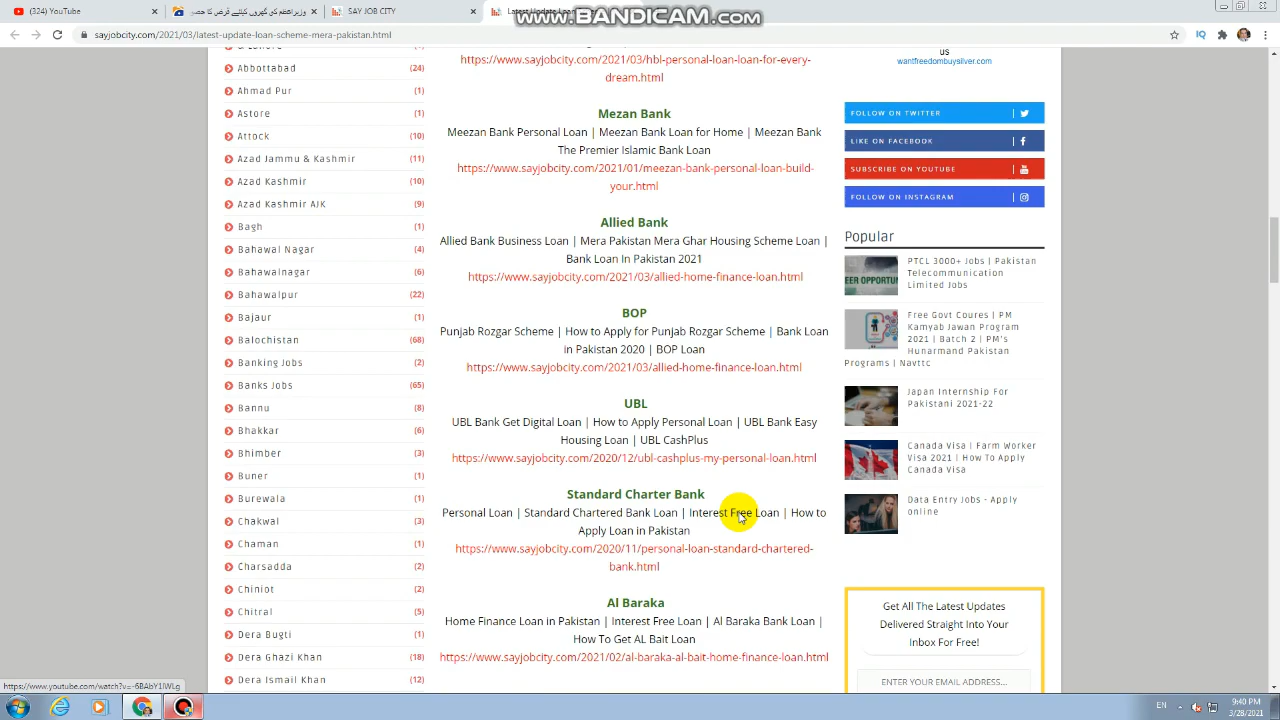 YouTube
SAY JOB CITY
www.BANDICAM.com
sayjobcity.com/2021/03/latest-update-loan-scheme-mera-pakistan.html
IQ
Abbottabad (24)
Ahmad Pur (1)
Astore (1)
Attock (10)
Azad Jammu & Kashmir (11)
Azad Kashmir (10)
Azad Kashmir AJK (9)
Bagh (1)
Bahawal Nagar (4)
Bahawalnagar (6)
Bahawalpur (22)
Bajaur (1)
Balochistan (68)
Banking Jobs (2)
Banks Jobs (65)
Bannu (8)
Bhakkar (6)
Bhimber (3)
Buner (1)
Burewala (1)
Chakwal (3)
Chaman (1)
Charsadda (2)
Chiniot (2)
Chitral (5)
Dera Bugti (1)
Dera Ghazi Khan (18)
Dera Ismail Khan (12)
https://www.sayjobcity.com/2021/03/hbl-personal-loan-loan-for-every-
dream.html
Mezan Bank
Meezan Bank Personal Loan | Meezan Bank Loan for Home | Meezan Bank
The Premier Islamic Bank Loan
https://www.sayjobcity.com/2021/01/meezan-bank-personal-loan-build-
your.html
Allied Bank
Allied Bank Business Loan | Mera Pakistan Mera Ghar Housing Scheme Loan |
Bank Loan In Pakistan 2021
https://www.sayjobcity.com/2021/03/allied-home-finance-loan.html
BOP
Punjab Rozgar Scheme | How to Apply for Punjab Rozgar Scheme | Bank Loan
in Pakistan 2020 | BOP Loan
https://www.sayjobcity.com/2021/03/allied-home-finance-loan.html
UBL
UBL Bank Get Digital Loan | How to Apply Personal Loan | UBL Bank Easy
Housing Loan | UBL CashPlus
https://www.sayjobcity.com/2020/12/ubl-cashplus-my-personal-loan.html
Standard Charter Bank
Personal Loan | Standard Chartered Bank Loan | Interest Free Loan | How to
Apply Loan in Pakistan
https://www.sayjobcity.com/2020/11/personal-loan-standard-chartered-
bank.html
Al Baraka
Home Finance Loan in Pakistan | Interest Free Loan | Al Baraka Bank Loan |
How To Get AL Bait Loan
https://www.sayjobcity.com/2021/02/al-baraka-al-bait-home-finance-loan.html
us
wantfreedombuysilver.com
FOLLOW ON TWITTER
LIKE ON FACEBOOK
SUBSCRIBE ON YOUTUBE
FOLLOW ON INSTAGRAM
Popular
EER OPPORTU
PTCL 3000+ Jobs | Pakistan
Telecommunication
Limited Jobs
Free Govt Coures | PM
Kamyab Jawan Program
2021 | Batch 2 | PM's
Hunarmand Pakistan
Programs | Navttc
Japan Internship For
Pakistani 2021-22
Canada Visa | Farm Worker
Visa 2021 | How To Apply
Canada Visa
Data Entry Jobs - Apply
online
Get All The Latest Updates
Delivered Straight Into Your
Inbox For Free!
ENTER YOUR EMAIL ADDRESS...
https://www.youtube.com/watch?v=-6BAbY1IWLg
EN
9:40 PM
3/28/2021